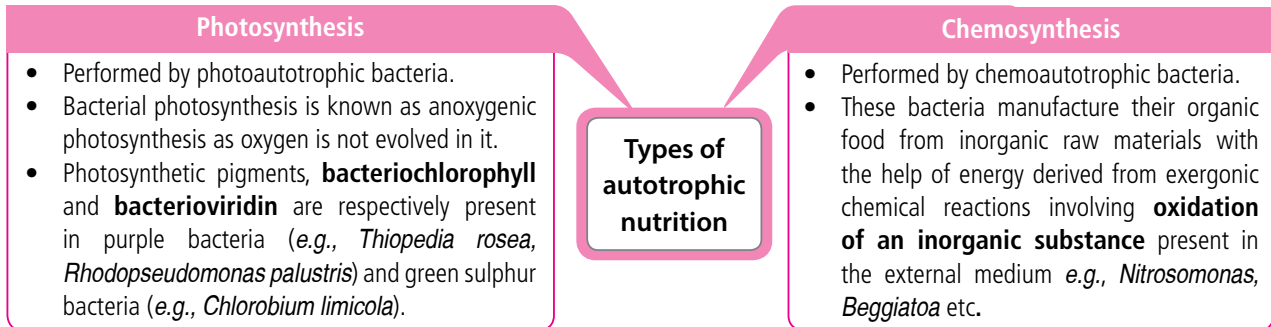 Photosynthesis
• Performed by photoautotrophic bacteria.
• Bacterial photosynthesis is known as anoxygenic
photosynthesis as oxygen is not evolved in it.
• Photosynthetic pigments, bacteriochlorophyll
and bacterioviridin are respectively present
in purple bacteria (e.g., Thiopedia rosea,
Rhodopseudomonas palustris) and green sulphur
bacteria (e.g., Chlorobium limicola).
Types of
autotrophic
nutrition
Chemosynthesis
• Performed by chemoautotrophic bacteria.
• These bacteria manufacture their organic
food from inorganic raw materials with
the help of energy derived from exergonic
chemical reactions involving oxidation
of an inorganic substance present in
the external medium e.g., Nitrosomonas,
Beggiatoa etc.